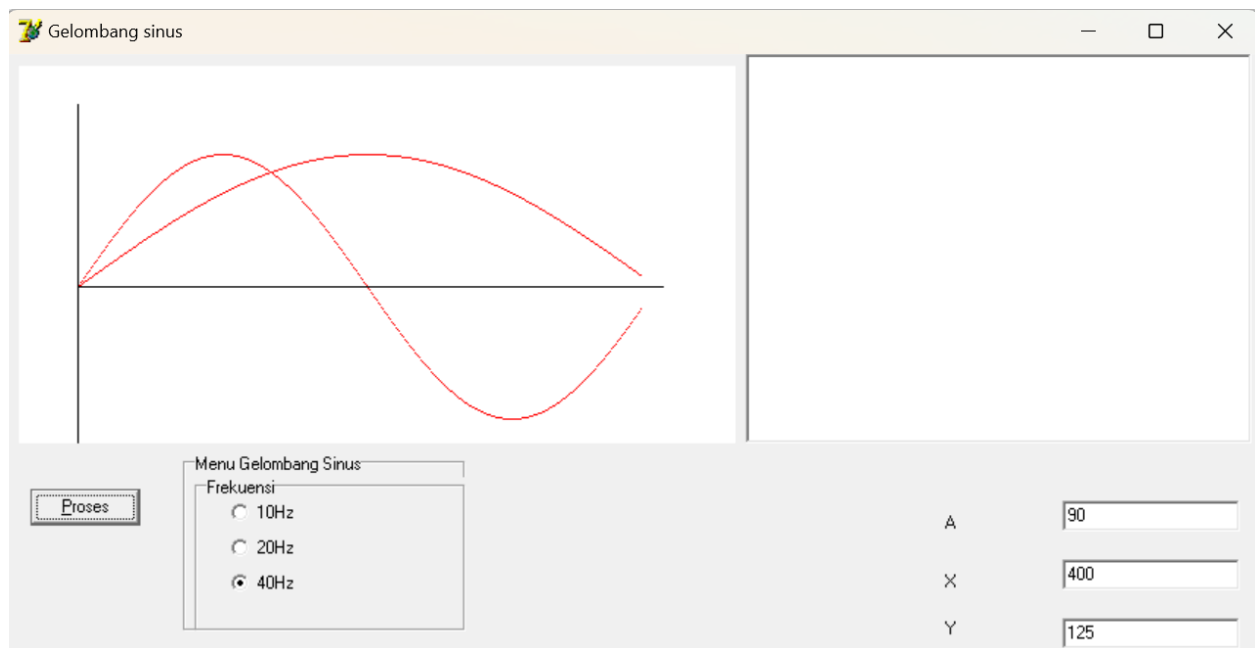 Gelombang sinus
Proses
Menu Gelombang Sinus
Frekuensi
10Hz
20Hz
40Hz
A
90
X
400
Y
125